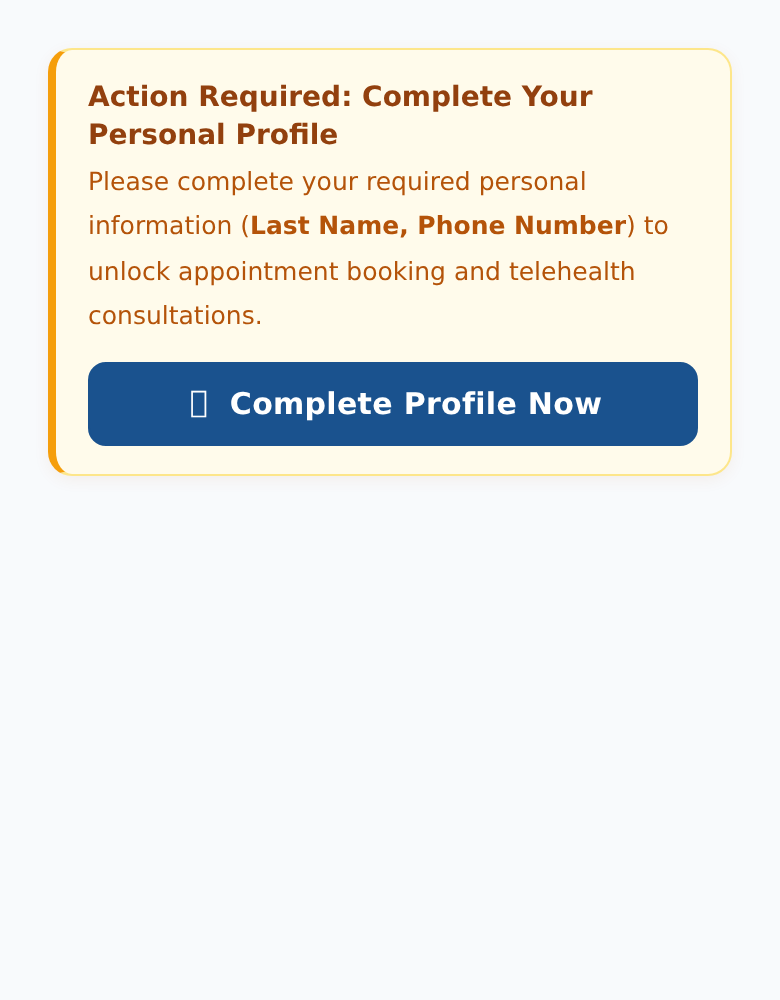 Action Required: Complete Your
Personal Profile
Please complete your required personal
information (Last Name, Phone Number) to
unlock appointment booking and telehealth
consultations.
Complete Profile Now